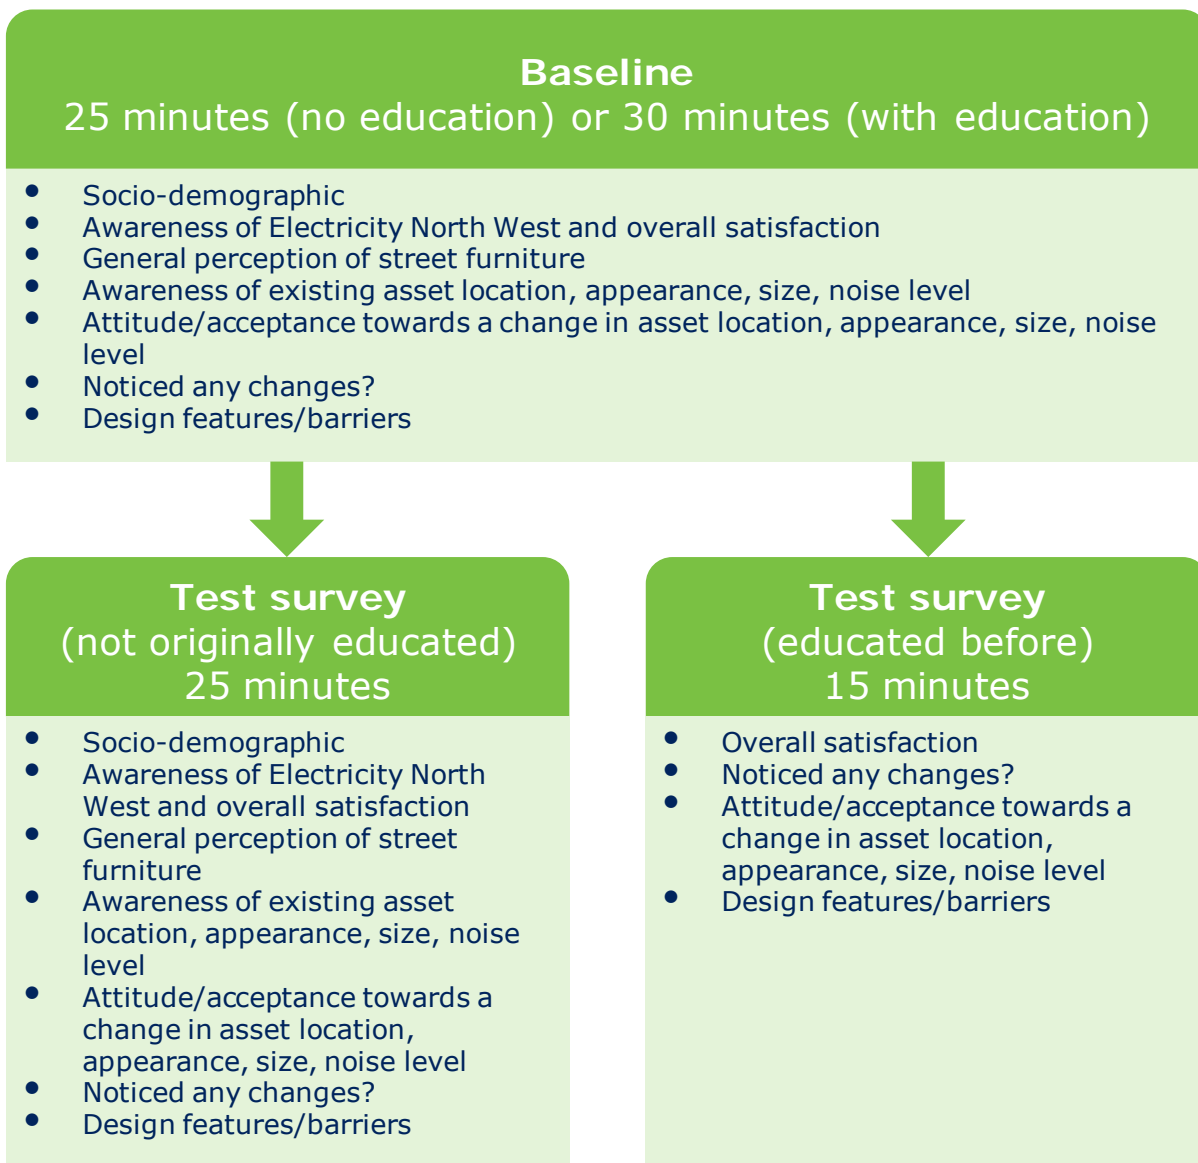 Baseline
25 minutes (no education) or 30 minutes (with education)
• Socio-demographic
• Awareness of Electricity North West and overall satisfaction
• General perception of street furniture
• Awareness of existing asset location, appearance, size, noise level
• Attitude/acceptance towards a change in asset location, appearance, size, noise
level
• Noticed any changes?
• Design features/barriers
Test survey
(not originally educated)
25 minutes
• Socio-demographic
• Awareness of Electricity North
West and overall satisfaction
• General perception of street
furniture
• Awareness of existing asset
location, appearance, size, noise
level
• Attitude/acceptance towards a
change in asset location,
appearance, size, noise level
• Noticed any changes?
• Design features/barriers
Test survey
(educated before)
15 minutes
• Overall satisfaction
• Noticed any changes?
• Attitude/acceptance towards a
change in asset location,
appearance, size, noise level
• Design features/barriers